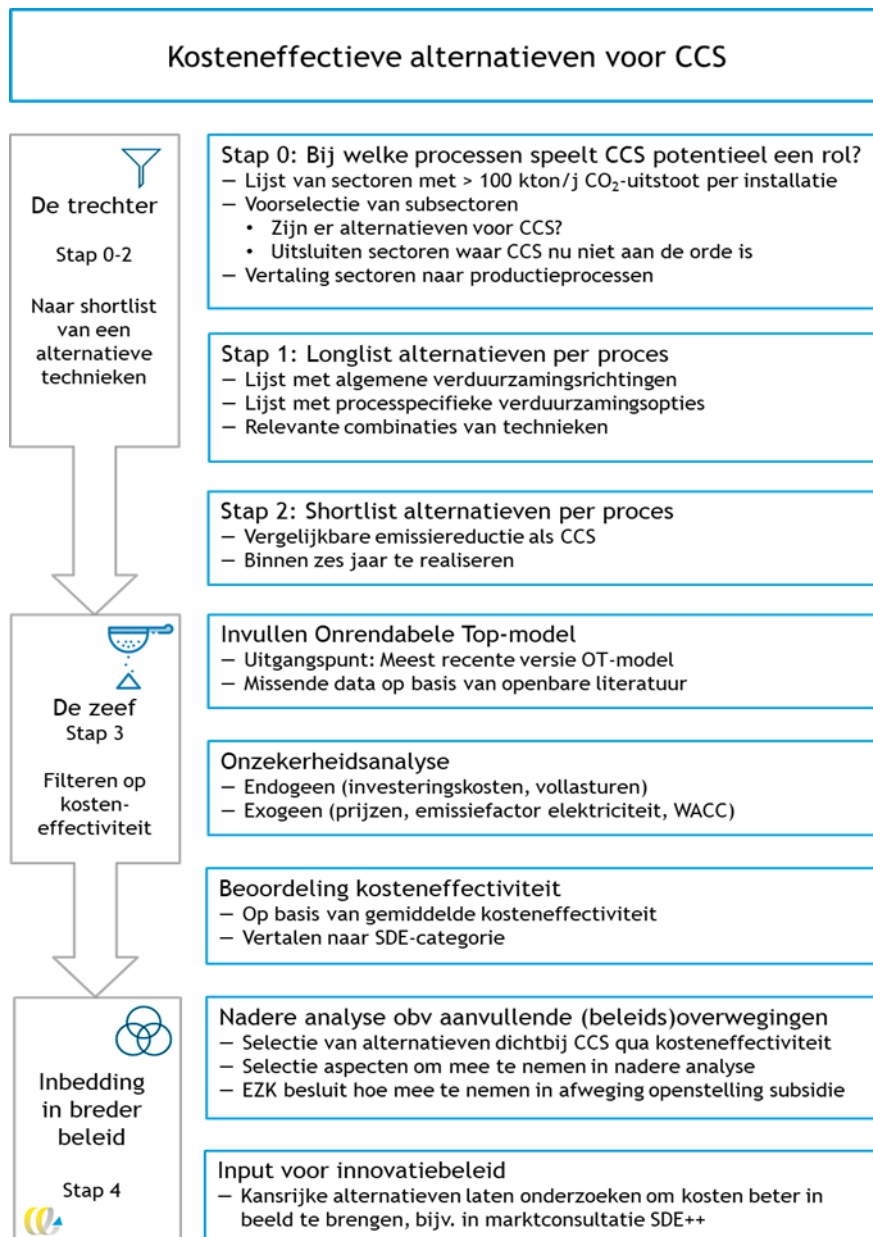 Kosteneffectieve alternatieven voor CCS
De trechter
Stap 0-2
Naar shortlist
van een
alternatieve
technieken
Stap 0: Bij welke processen speelt CCS potentieel een rol?
— Lijst van sectoren met > 100 kton/j CO₂-uitstoot per installatie
— Voorselectie van subsectoren
• Zijn er alternatieven voor CCS?
• Uitsluiten sectoren waar CCS nu niet aan de orde is
— Vertaling sectoren naar productieprocessen
Stap 1: Longlist alternatieven per proces
— Lijst met algemene verduurzamingsrichtingen
— Lijst met processpecifieke verduurzamingsopties
— Relevante combinaties van technieken
Stap 2: Shortlist alternatieven per proces
— Vergelijkbare emissiereductie als CCS
— Binnen zes jaar te realiseren
De zeef
Stap 3
Filteren op
kosten-
effectiviteit
Invullen Onrendabele Top-model
— Uitgangspunt: Meest recente versie OT-model
— Missende data op basis van openbare literatuur
Onzekerheidsanalyse
— Endogeen (investeringskosten, vollasturen)
— Exogeen (prijzen, emissiefactor elektriciteit, WACC)
Beoordeling kosteneffectiviteit
— Op basis van gemiddelde kosteneffectiviteit
— Vertalen naar SDE-categorie
Inbedding
in breder
beleid
Stap 4
Nadere analyse obv aanvullende (beleids)overwegingen
— Selectie van alternatieven dichtbij CCS qua kosteneffectiviteit
— Selectie aspecten om mee te nemen in nadere analyse
— EZK besluit hoe mee te nemen in afweging openstelling subsidie
Input voor innovatiebeleid
— Kansrijke alternatieven laten onderzoeken om kosten beter in
beeld te brengen, bijv. in marktconsultatie SDE++